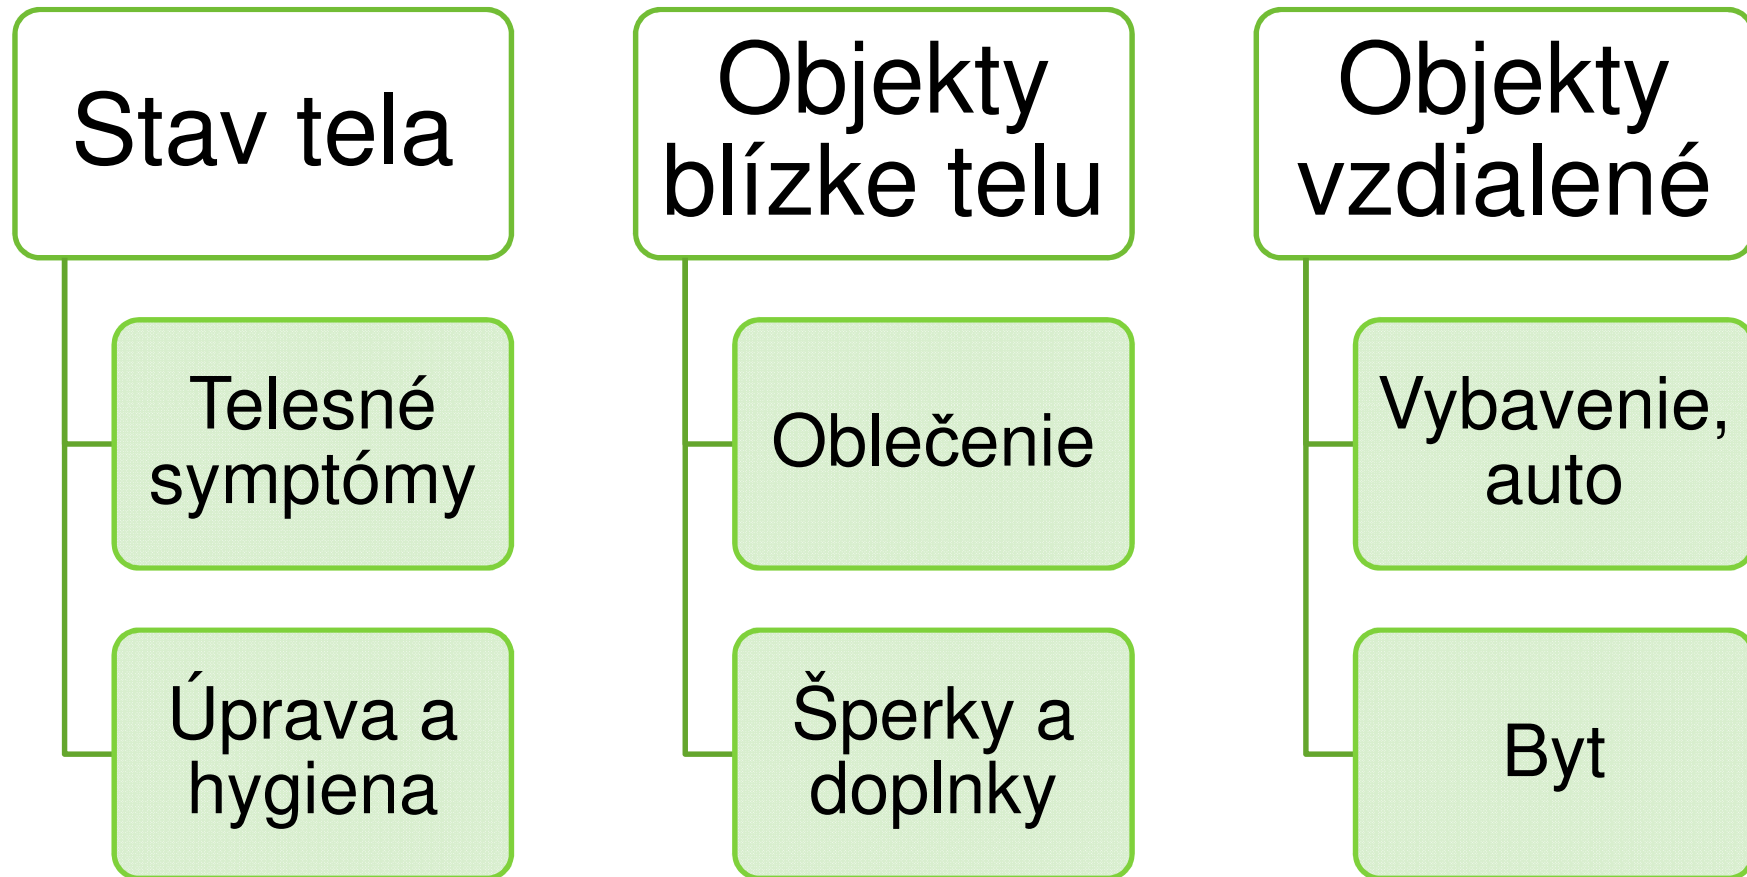 Stav tela
Telesné
symptómy
Úprava a
hygiena
Objekty
blízke telu
Oblečenie
Šperky a
doplnky
Objekty
vzdialené
Vybavenie,
auto
Byt